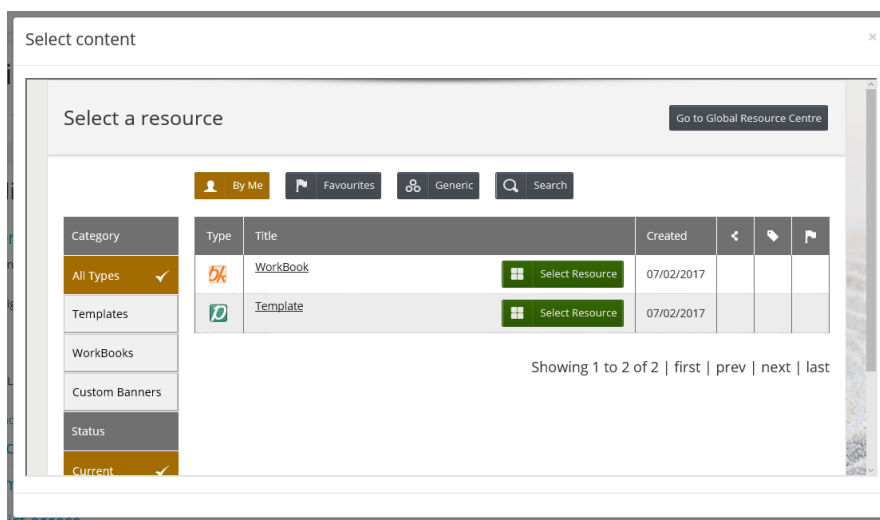 Select content
×
Select a resource
Go to Global Resource Centre
By Me
Favourites
Generic
Search
Category
Type Title Created
All Types
WorkBook Select Resource 07/02/2017
Templates
Template Select Resource 07/02/2017
WorkBooks
Showing 1 to 2 of 2 | first | prev | next | last
Custom Banners
Status
Current